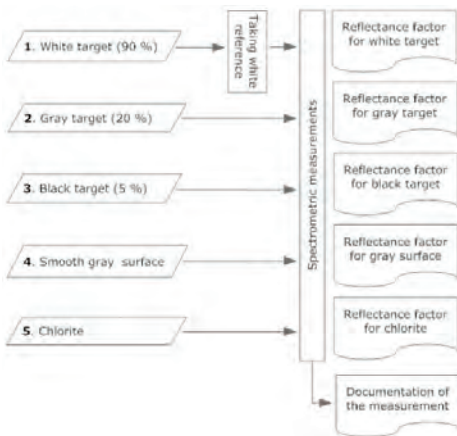 1. White target (90 %)
Taking white
reference
Spectrometric measurements
Reflectance factor
for white target
2. Gray target (20 %)
Reflectance factor
for gray target
3. Black target (5 %)
Reflectance factor
for black target
4. Smooth gray surface
Reflectance factor
for gray surface
5. Chlorite
Reflectance factor
for chlorite
Documentation of
the measurement